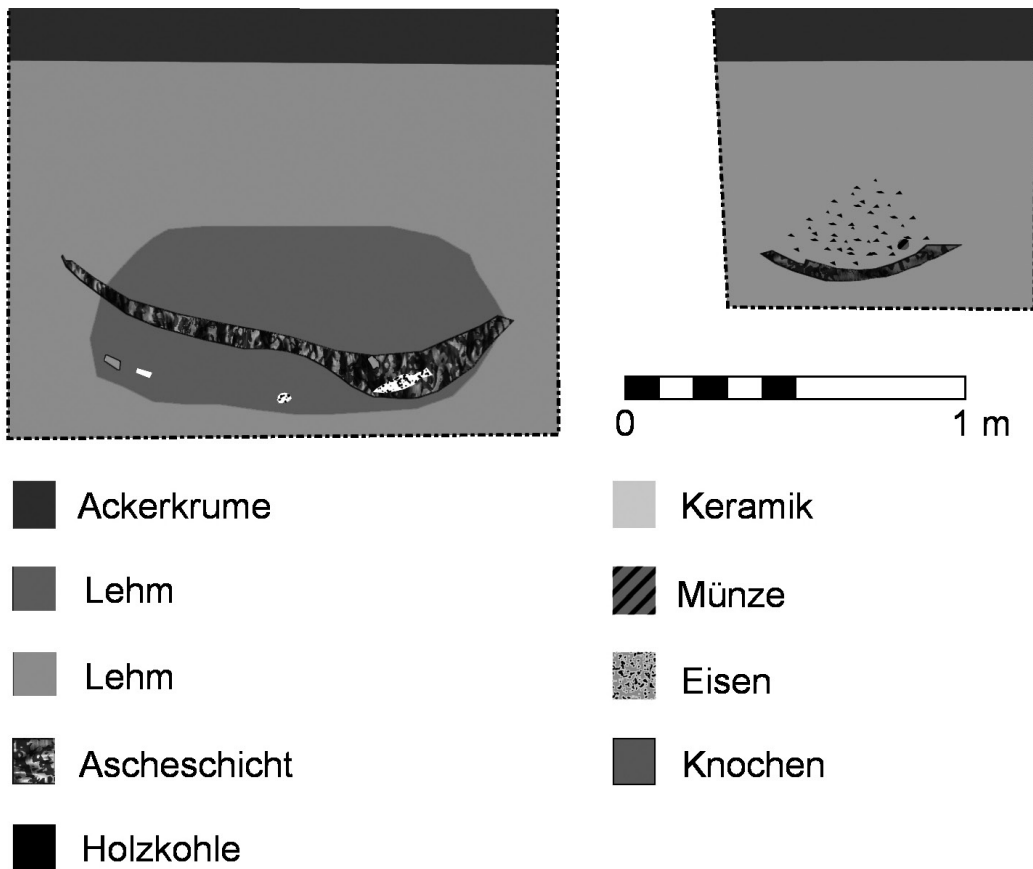 0 1 m
Ackerkrume
Lehm
Lehm
Ascheschicht
Holzkohle
Keramik
Münze
Eisen
Knochen